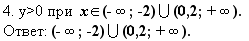 4. y>0 при x∈(- ∞ ; -2)⋃(0,2; + ∞ ).
Ответ: (- ∞ ; -2)⋃(0,2; + ∞ ).